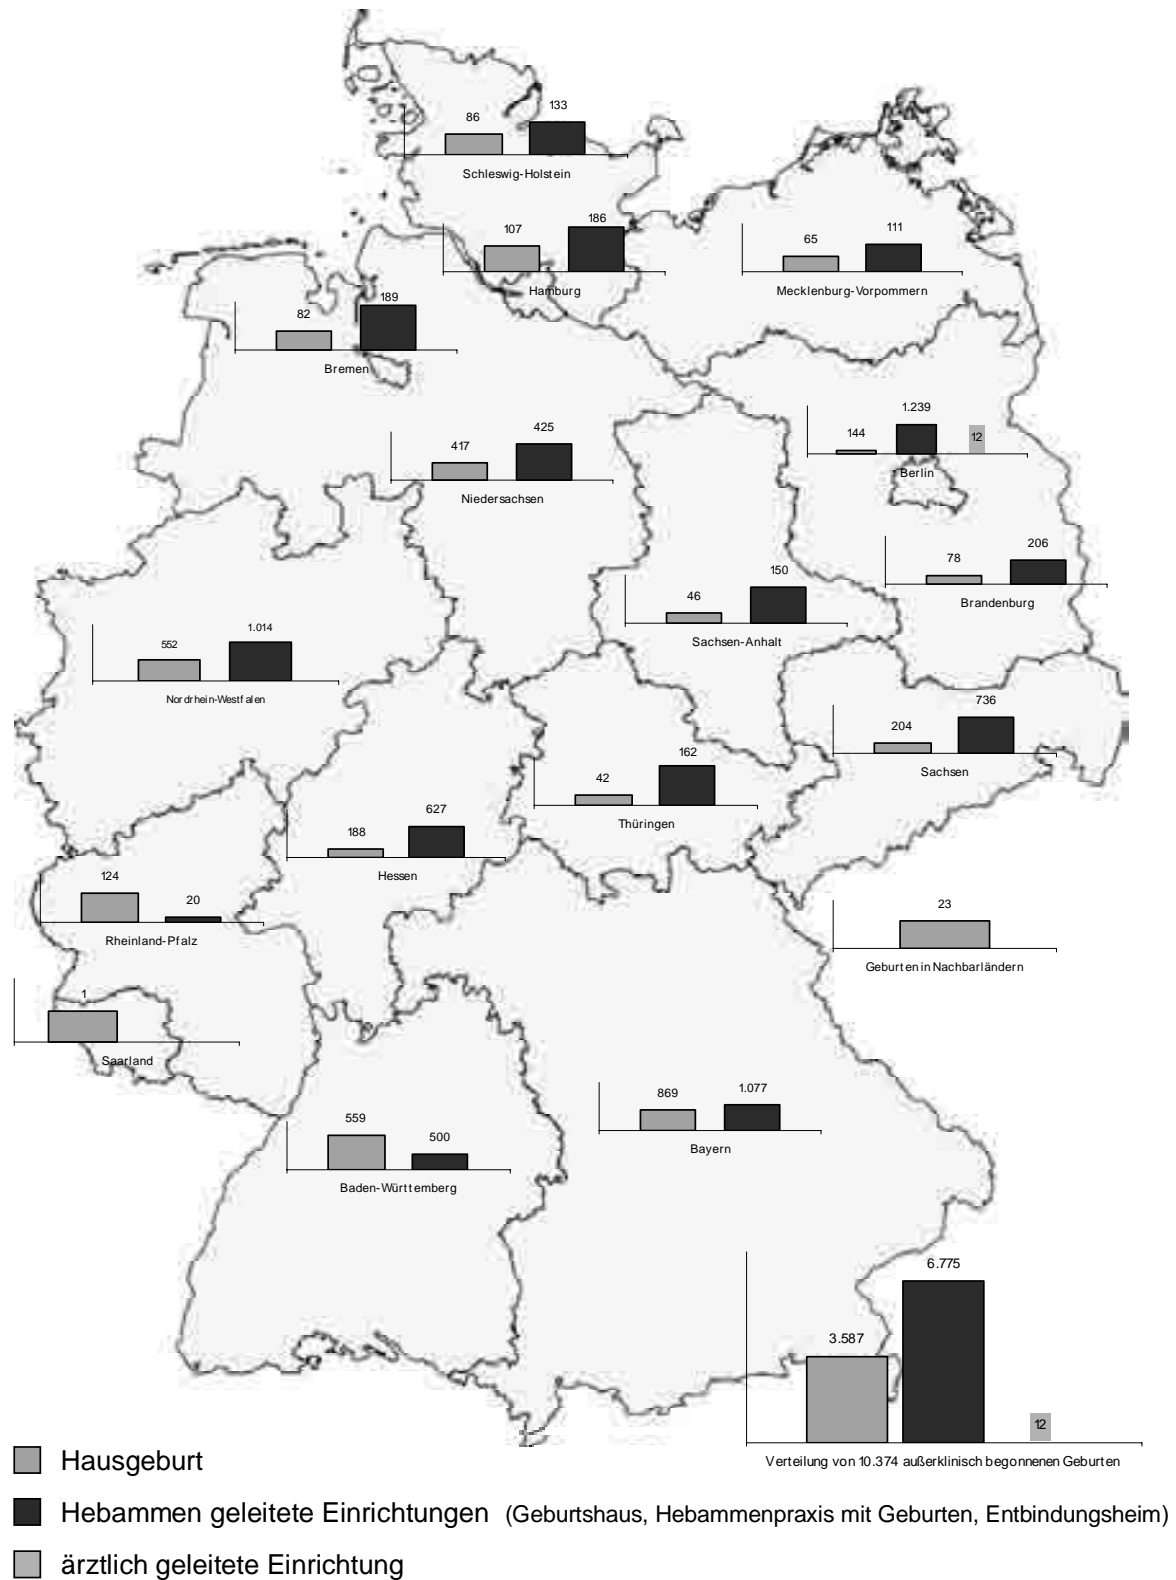 86 133
Schleswig-Holstein
107 186
Hamburg
65 111
Mecklenburg-Vorpommern
82 189
Bremen
417 425
Niedersachsen
144 1.239 12
Berlin
78 206
Brandenburg
46 150
Sachsen-Anhalt
552 1.014
Nordrhein-Westfalen
204 736
Sachsen
42 162
Thüringen
188 627
Hessen
124 20
Rheinland-Pfalz
23
Geburten in Nachbarländern
1
Saarland
869 1.077
Bayern
559 500
Baden-Württemberg
3.587 6.775 12
Verteilung von 10.374 außerklinisch begonnenen Geburten
Hausgeburt
Hebammen geleitete Einrichtungen (Geburtshaus, Hebammenpraxis mit Geburten, Entbindungsheim)
ärztlich geleitete Einrichtung